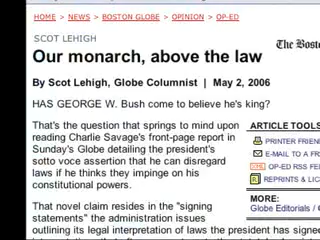 HOME > NEWS > BOSTON GLOBE > OPINION > OP-ED
SCOT LEHIGH
Our monarch, above the law
The Bosto
By Scot Lehigh, Globe Columnist | May 2, 2006
HAS GEORGE W. Bush come to believe he's king?
That's the question that springs to mind upon
reading Charlie Savage's front-page report in
Sunday's Globe detailing the president's
sotto voce assertion that he can disregard
laws if he thinks they impinge on his
constitutional powers.
ARTICLE TOOLS
PRINTER FRIEN
E-MAIL TO A FR
OP-ED RSS FE
REPRINTS & LIC
MORE:
Globe Editorials /
That novel claim resides in the "signing
statements" the administration issues
outlining its legal interpretation of laws the president has signed